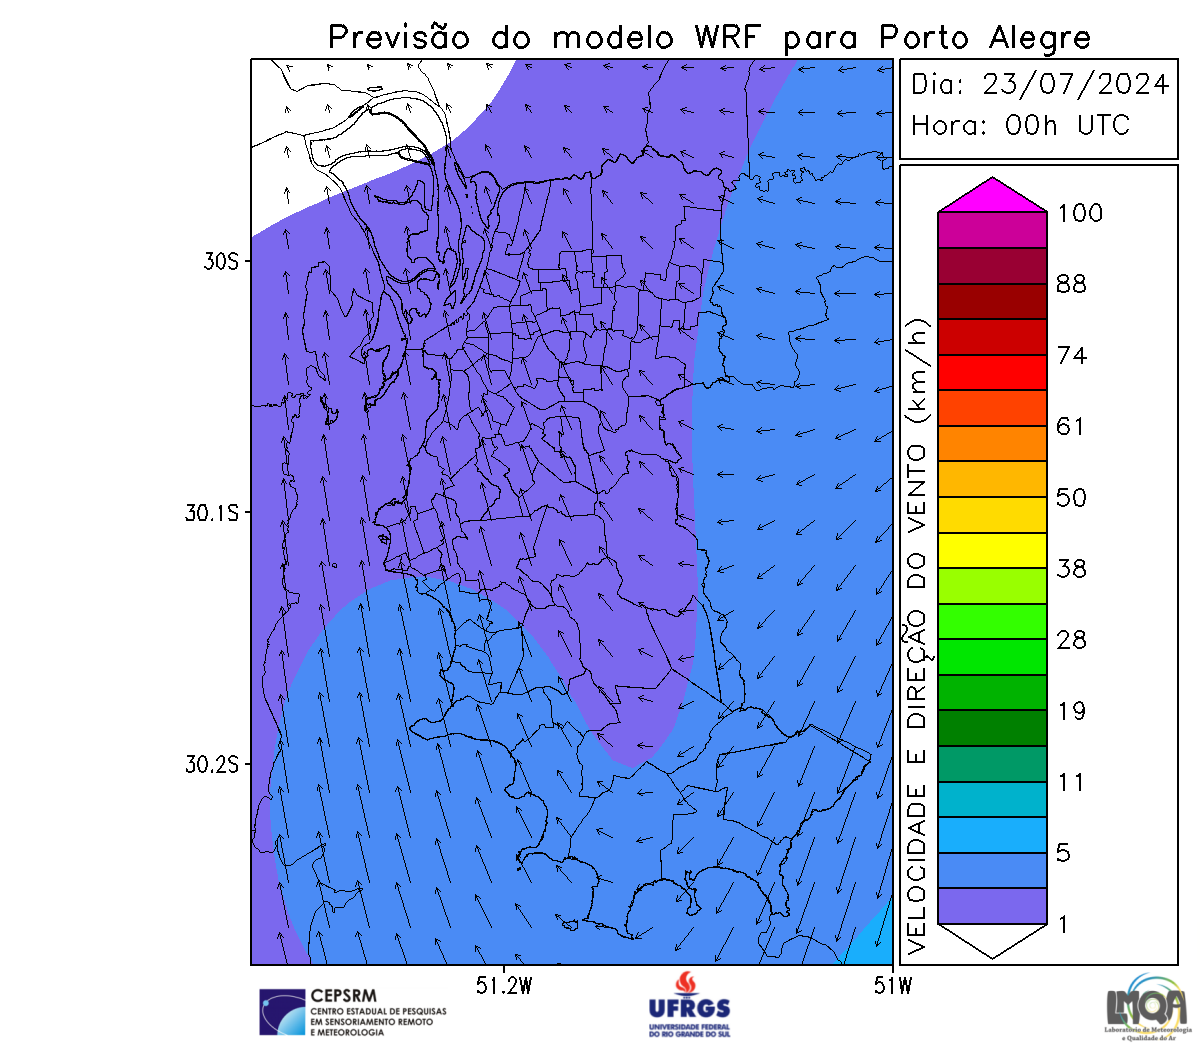 Previsão do modelo WRF para Porto Alegre
Dia: 23/07/2024
Hora: 00h UTC
30S
30.1S
30.2S
51.2W
51W
VELOCIDADE E DIREÇÃO DO VENTO (km/h)
100
88
74
61
50
38
28
19
11
5
1
CEPSRM
CENTRO ESTADUAL DE PESQUISAS
EM SENSORIAMENTO REMOTO
E METEOROLOGIA
UFRGS
UNIVERSIDADE FEDERAL
DO RIO GRANDE DO SUL
LMQA
Laboratório de Meteorologia
e Qualidade do Ar